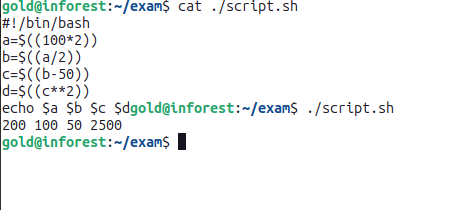 gold@inforest:~/exam$ cat ./script.sh
#!/bin/bash
a=$((100*2))
b=$((a/2))
c=$((b-50))
d=$((c**2))
echo $a $b $c $dgold@inforest:~/exam$ ./script.sh
200 100 50 2500
gold@inforest:~/exam$